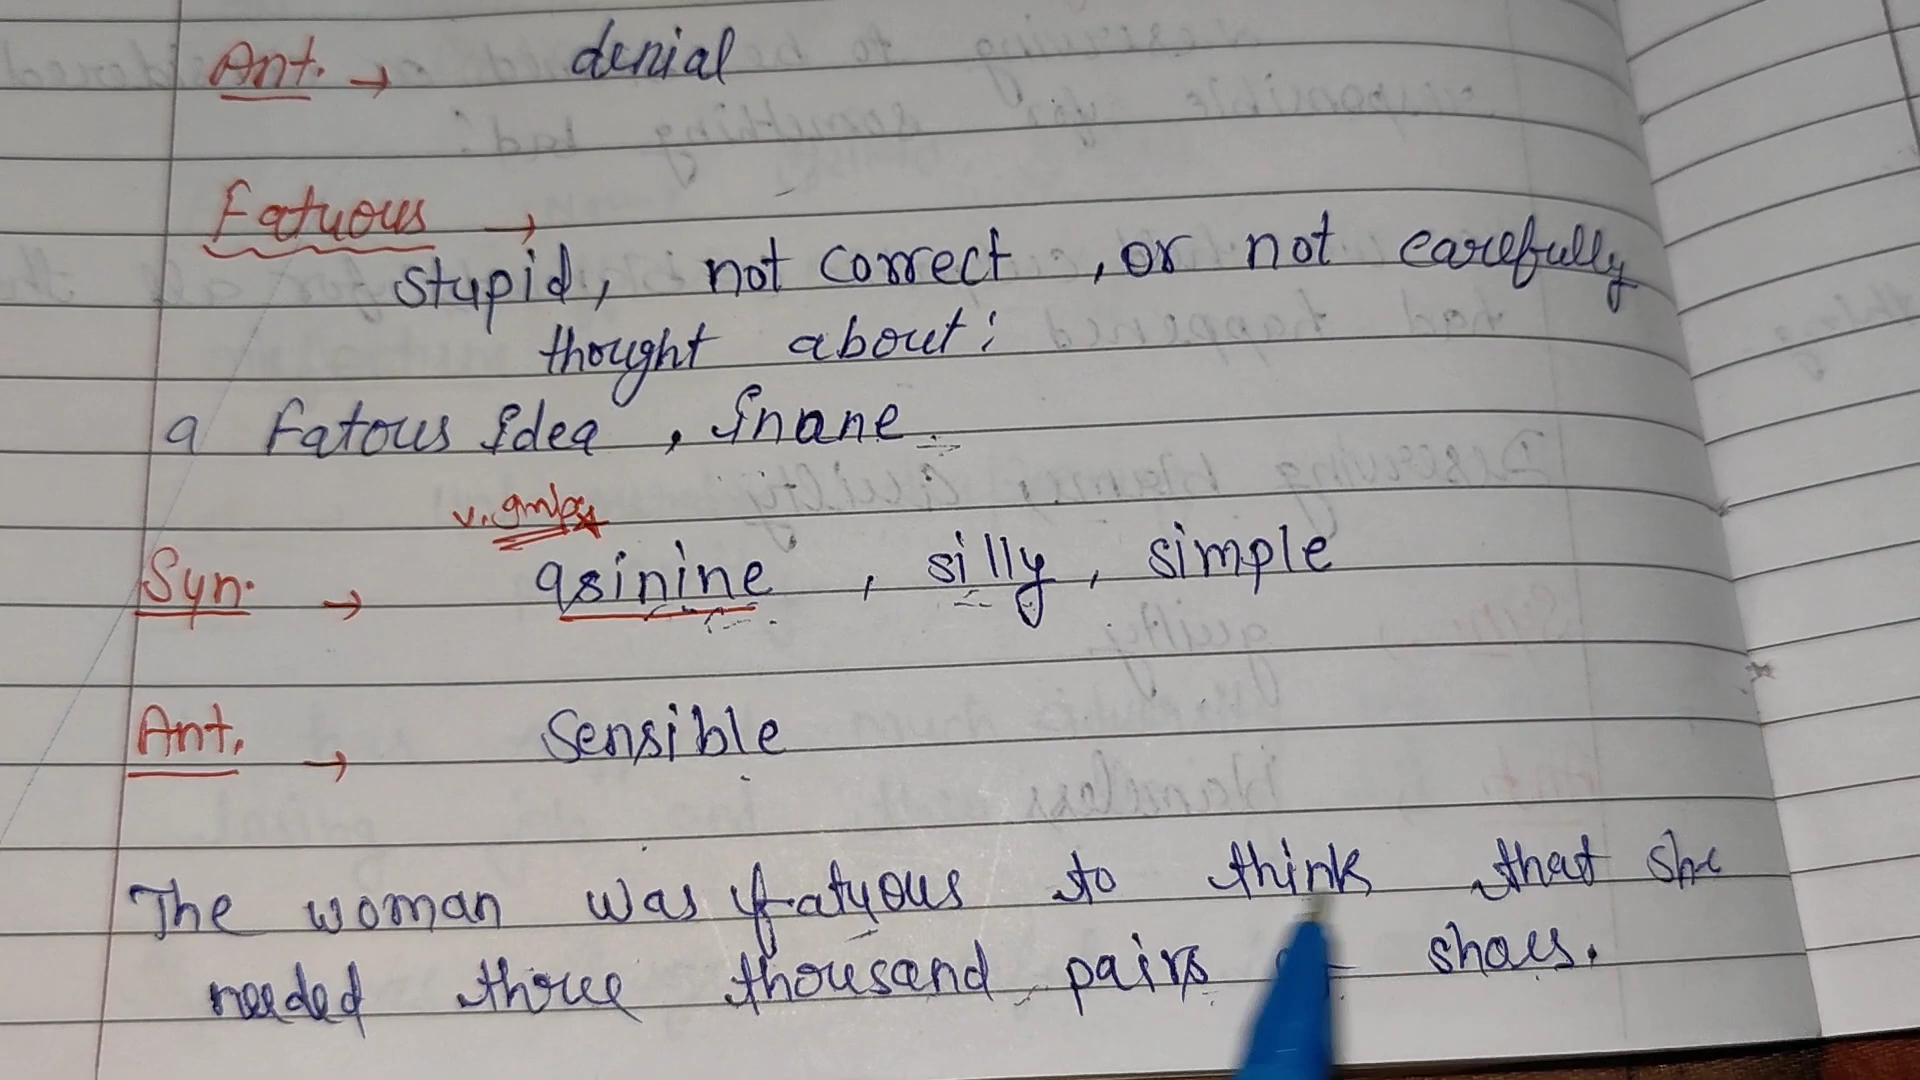 Ant. → denial
Fatuous →
stupid, not correct, or not carefully
thought about:
a Fatous Idea, Inane
v. Imp
asinine, silly, simple
Syn. →
Ant. → Sensible
The woman was fatuous to think that she
needed three thousand pairs shoes.